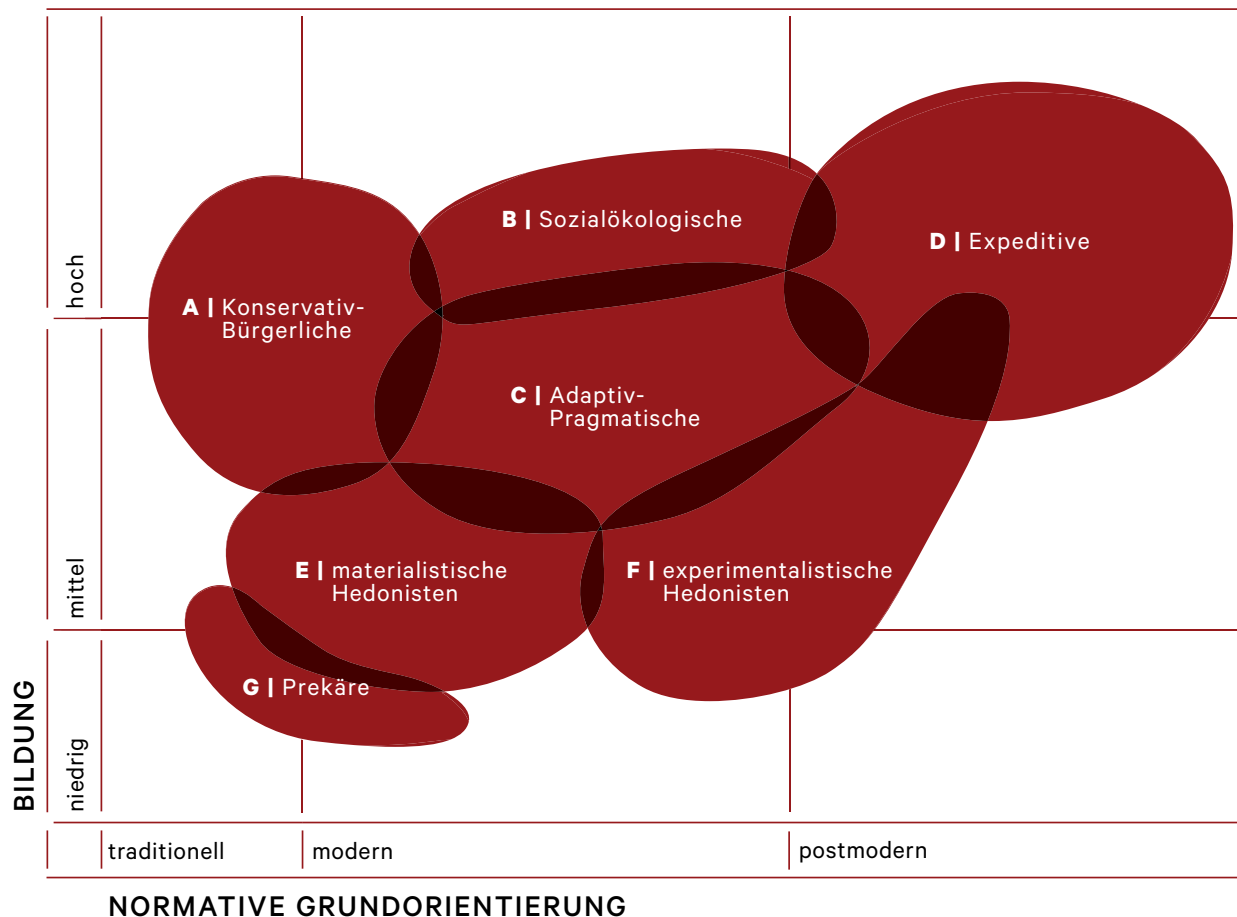 B | Sozialökologische
D | Expeditive
A | Konservativ-
Bürgerliche
C | Adaptiv-
Pragmatische
E | materialistische
Hedonisten
F | experimentalistische
Hedonisten
G | Prekäre
BILDUNG
hoch
mittel
niedrig
traditionell
modern
postmodern
NORMATIVE GRUNDORIENTIERUNG